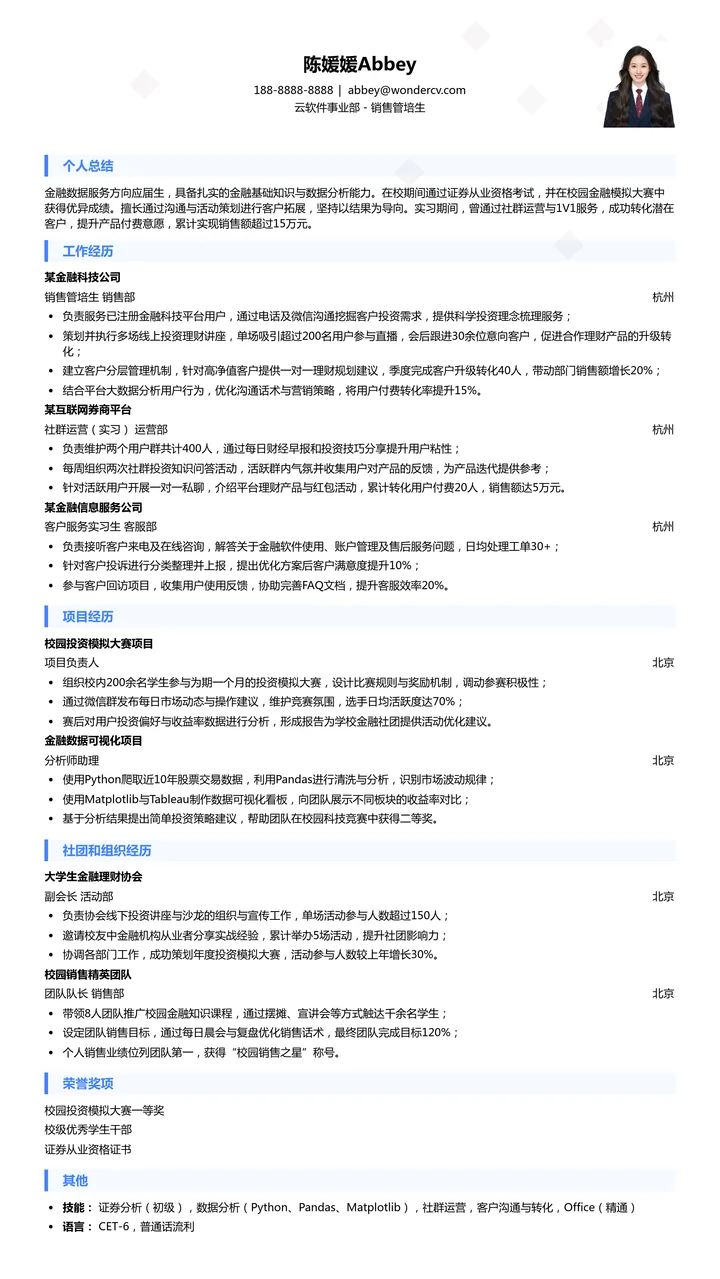 陈媛媛Abbey
188-8888-8888 | abbey@wondercv.com
云软件事业部 - 销售管培生
个人总结
金融数据服务方向应届生，具备扎实的金融基础知识与数据分析能力。在校期间通过证券从业资格考试，并在校园金融模拟大赛中
获得优异成绩。擅长通过沟通与活动策划进行客户拓展，坚持以结果为导向。实习期间，曾通过社群运营与1V1服务，成功转化潜在
客户，提升产品付费意愿，累计实现销售额超过15万元。
工作经历
某金融科技公司
销售管培生 销售部 杭州
• 负责服务已注册金融科技平台用户，通过电话及微信沟通挖掘客户投资需求，提供科学投资理念梳理服务；
• 策划并执行多场线上投资理财讲座，单场吸引超过200名用户参与直播，会后跟进30余位意向客户，促进合作理财产品的升级转
化；
• 建立客户分层管理机制，针对高净值客户提供一对一理财规划建议，季度完成客户升级转化40人，带动部门销售额增长20%；
• 结合平台大数据分析用户行为，优化沟通话术与营销策略，将用户付费转化率提升15%。
某互联网券商平台
社群运营（实习） 运营部 杭州
• 负责维护两个用户群共计400人，通过每日财经早报和投资技巧分享提升用户粘性；
• 每周组织两次社群投资知识问答活动，活跃群内气氛并收集用户对产品的反馈，为产品迭代提供参考；
• 针对活跃用户开展一对一私聊，介绍平台理财产品与红包活动，累计转化用户付费20人，销售额达5万元。
某金融信息服务公司
客户服务实习生 客服部 杭州
• 负责接听客户来电及在线咨询，解答关于金融软件使用、账户管理及售后服务问题，日均处理工单30+；
• 针对客户投诉进行分类整理并上报，提出优化方案后客户满意度提升10%；
• 参与客户回访项目，收集用户使用反馈，协助完善FAQ文档，提升客服效率20%。
项目经历
校园投资模拟大赛项目
项目负责人 北京
• 组织校内200余名学生参与为期一个月的投资模拟大赛，设计比赛规则与奖励机制，调动参赛积极性；
• 通过微信群发布每日市场动态与操作建议，维护竞赛氛围，选手日均活跃度达70%；
• 赛后对用户投资偏好与收益率数据进行分析，形成报告为学校金融社团提供活动优化建议。
金融数据可视化项目
分析师助理 北京
• 使用Python爬取近10年股票交易数据，利用Pandas进行清洗与分析，识别市场波动规律；
• 使用Matplotlib与Tableau制作数据可视化看板，向团队展示不同板块的收益率对比；
• 基于分析结果提出简单投资策略建议，帮助团队在校园科技竞赛中获得二等奖。
社团和组织经历
大学生金融理财协会
副会长 活动部 北京
• 负责协会线下投资讲座与沙龙的组织与宣传工作，单场活动参与人数超过150人；
• 邀请校友中金融机构从业者分享实战经验，累计举办5场活动，提升社团影响力；
• 协调各部门工作，成功策划年度投资模拟大赛，活动参与人数较上年增长30%。
校园销售精英团队
团队队长 销售部 北京
• 带领8人团队推广校园金融知识课程，通过摆摊、宣讲会等方式触达千余名学生；
• 设定团队销售目标，通过每日晨会与复盘优化销售话术，最终团队完成目标120%；
• 个人销售业绩位列团队第一，获得“校园销售之星”称号。
荣誉奖项
校园投资模拟大赛一等奖
校级优秀学生干部
证券从业资格证书
其他
• 技能： 证券分析（初级），数据分析（Python、Pandas、Matplotlib），社群运营，客户沟通与转化，Office（精通）
• 语言： CET-6，普通话流利